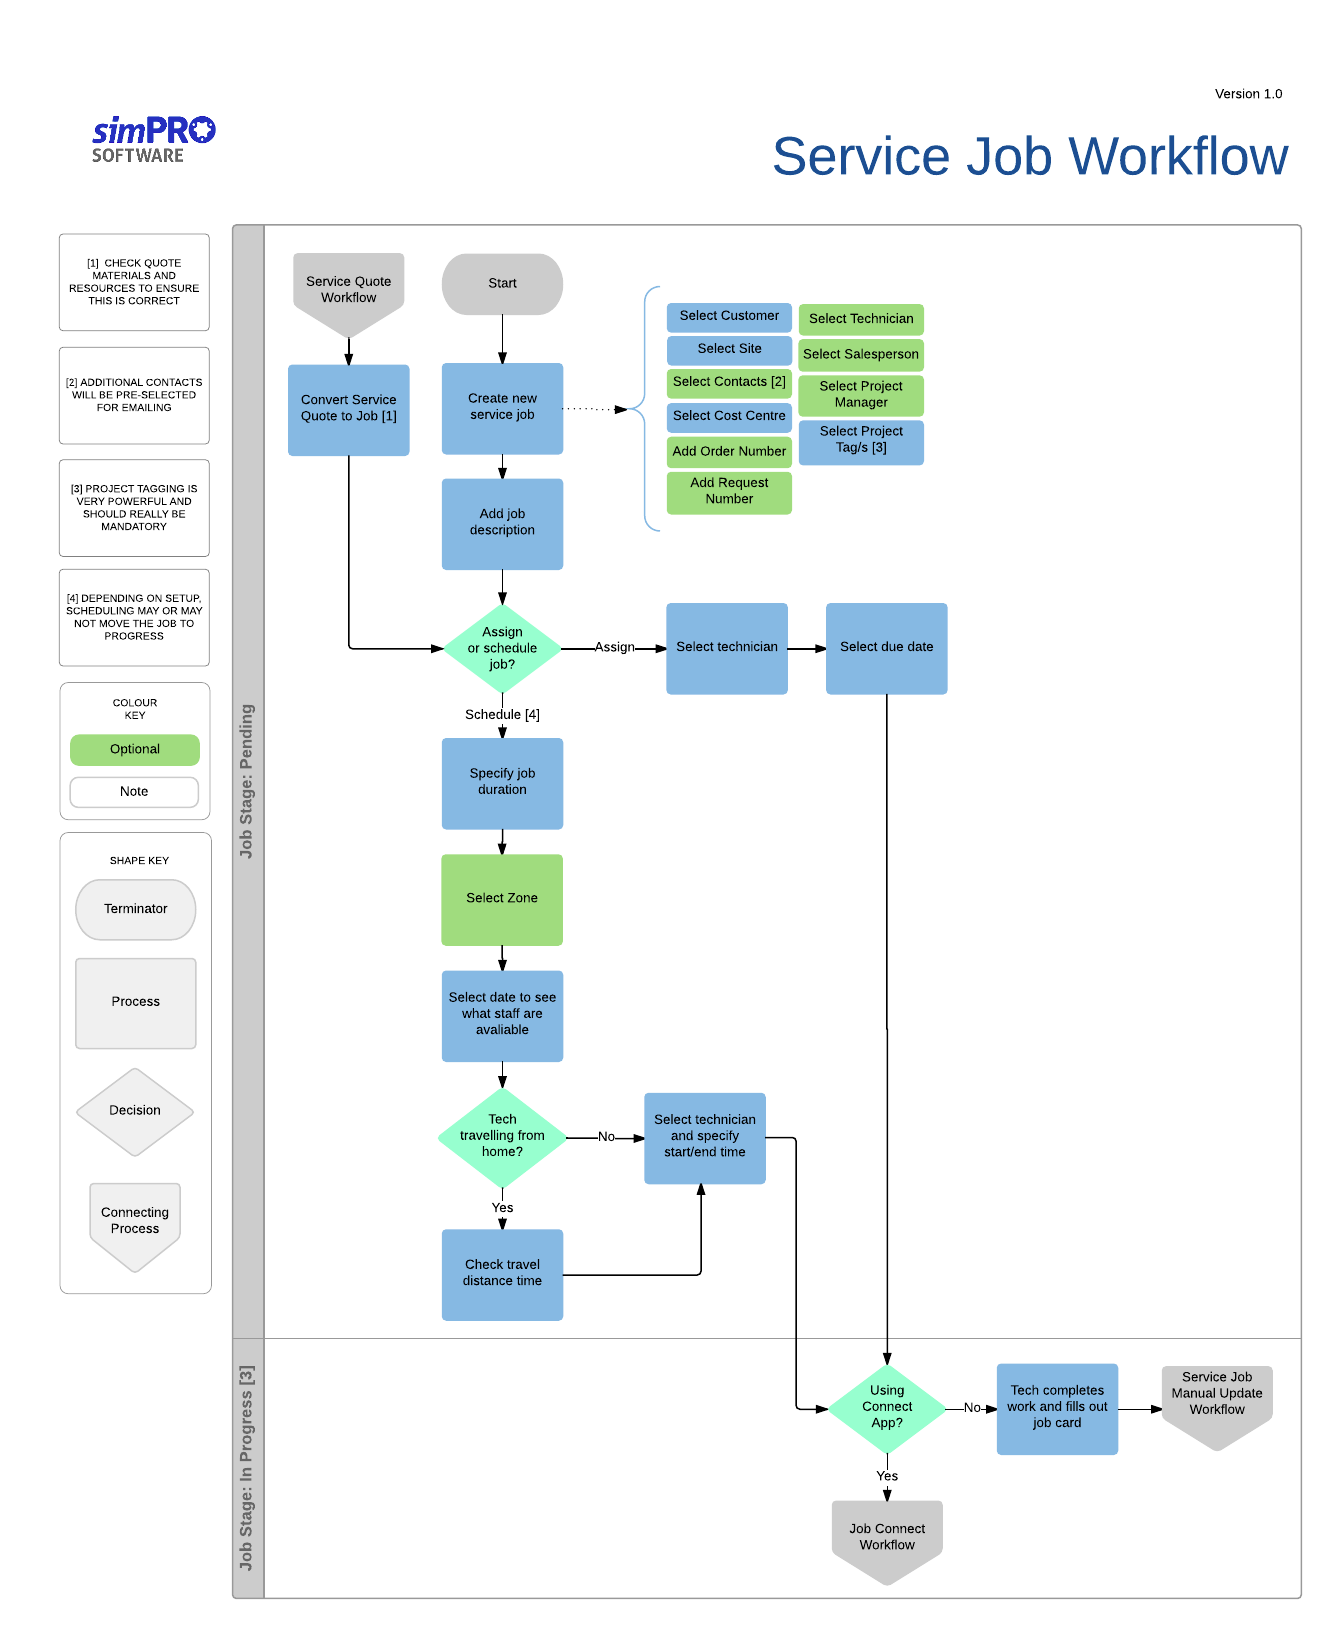 Version 1.0
simPRO
SOFTWARE
Service Job Workflow
[1]  CHECK QUOTE
MATERIALS AND
RESOURCES TO ENSURE
THIS IS CORRECT
[2] ADDITIONAL CONTACTS
WILL BE PRE-SELECTED
FOR EMAILING
[3] PROJECT TAGGING IS
VERY POWERFUL AND
SHOULD REALLY BE
MANDATORY
[4] DEPENDING ON SETUP,
SCHEDULING MAY OR MAY
NOT MOVE THE JOB TO
PROGRESS
COLOUR
KEY
Optional
Note
SHAPE KEY
Terminator
Process
Decision
Connecting
Process
Job Stage: Pending
Service Quote
Workflow
Start
Convert Service
Quote to Job [1]
Create new
service job
Select Customer
Select Site
Select Contacts [2]
Select Cost Centre
Add Order Number
Add Request
Number
Select Technician
Select Salesperson
Select Project
Manager
Select Project
Tag/s [3]
Add job
description
Assign
or schedule
job?
Assign
Select technician
Select due date
Schedule [4]
Specify job
duration
Select Zone
Select date to see
what staff are
avaliable
Tech
travelling from
home?
No
Select technician
and specify
start/end time
Yes
Check travel
distance time
Job Stage: In Progress [3]
Using
Connect
App?
No
Tech completes
work and fills out
job card
Service Job
Manual Update
Workflow
Yes
Job Connect
Workflow